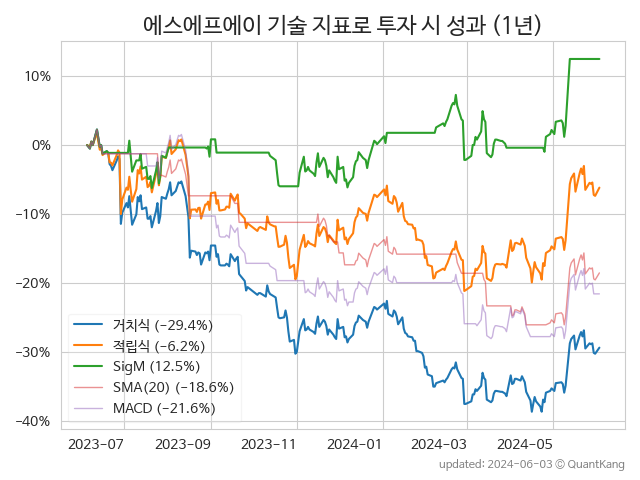 에스에프에이 기술 지표로 투자 시 성과 (1년)
10%
0%
−10%
−20%
−30%
−40%
거치식 (−29.4%)
적립식 (−6.2%)
SigM (12.5%)
SMA(20) (−18.6%)
MACD (−21.6%)
2023−07
2023−09
2023−11
2024−01
2024−03
2024−05
updated: 2024-06-03 © QuantKang